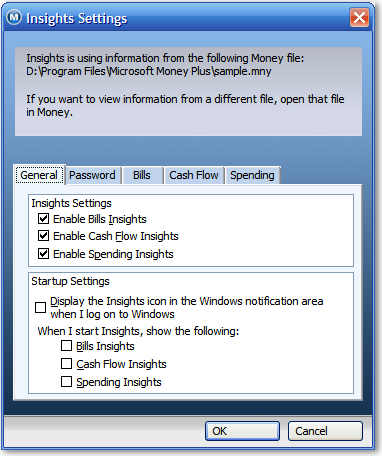 Insights Settings
Insights is using information from the following Money file:
D:\Program Files\Microsoft Money Plus\sample.mny
If you want to view information from a different file, open that file
in Money.
General Password Bills Cash Flow Spending
Insights Settings
Enable Bills Insights
Enable Cash Flow Insights
Enable Spending Insights
Startup Settings
Display the Insights icon in the Windows notification area
when I log on to Windows
When I start Insights, show the following:
Bills Insights
Cash Flow Insights
Spending Insights
OK Cancel